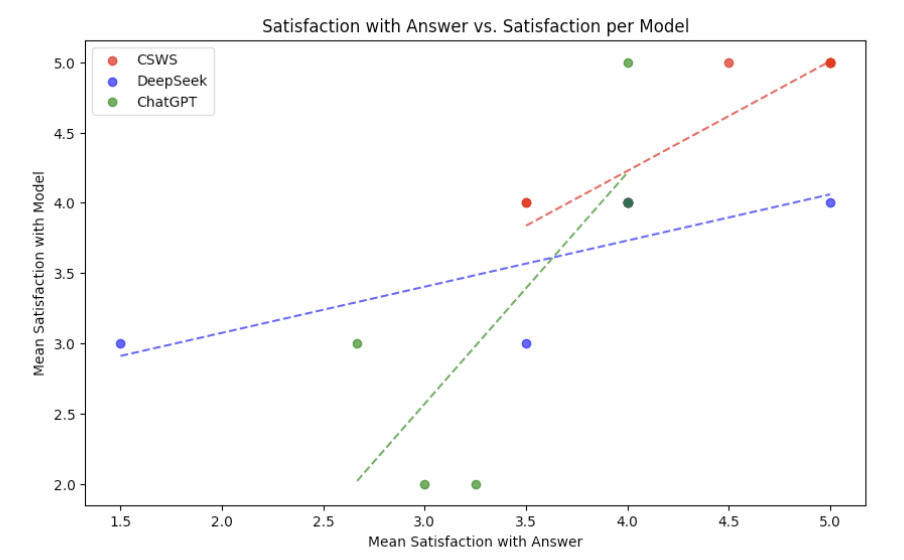 Satisfaction with Answer vs. Satisfaction per Model
CSWS
DeepSeek
ChatGPT
5.0
4.5
4.0
3.5
3.0
2.5
2.0
Mean Satisfaction with Model
1.5 2.0 2.5 3.0 3.5 4.0 4.5 5.0
Mean Satisfaction with Answer